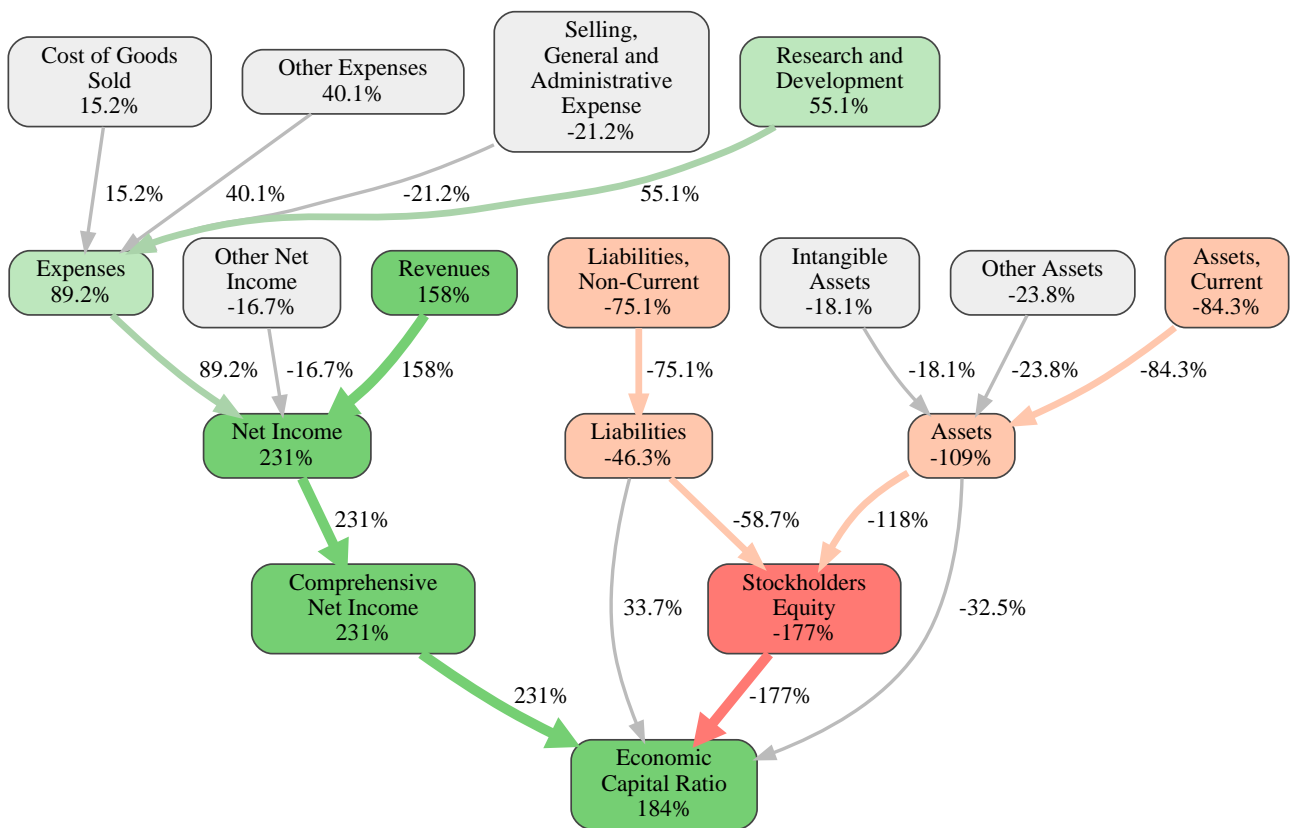 Cost of Goods
Sold
15.2%
Other Expenses
40.1%
Selling,
General and
Administrative
Expense
-21.2%
Research and
Development
55.1%
15.2%
40.1%
-21.2%
55.1%
Expenses
89.2%
Other Net
Income
-16.7%
Revenues
158%
Liabilities,
Non-Current
-75.1%
Intangible
Assets
-18.1%
Other Assets
-23.8%
Assets,
Current
-84.3%
89.2%
-16.7%
158%
-75.1%
-18.1%
-23.8%
-84.3%
Net Income
231%
Liabilities
-46.3%
Assets
-109%
231%
-58.7%
-118%
Comprehensive
Net Income
231%
33.7%
Stockholders
Equity
-177%
-32.5%
231%
-177%
Economic
Capital Ratio
184%